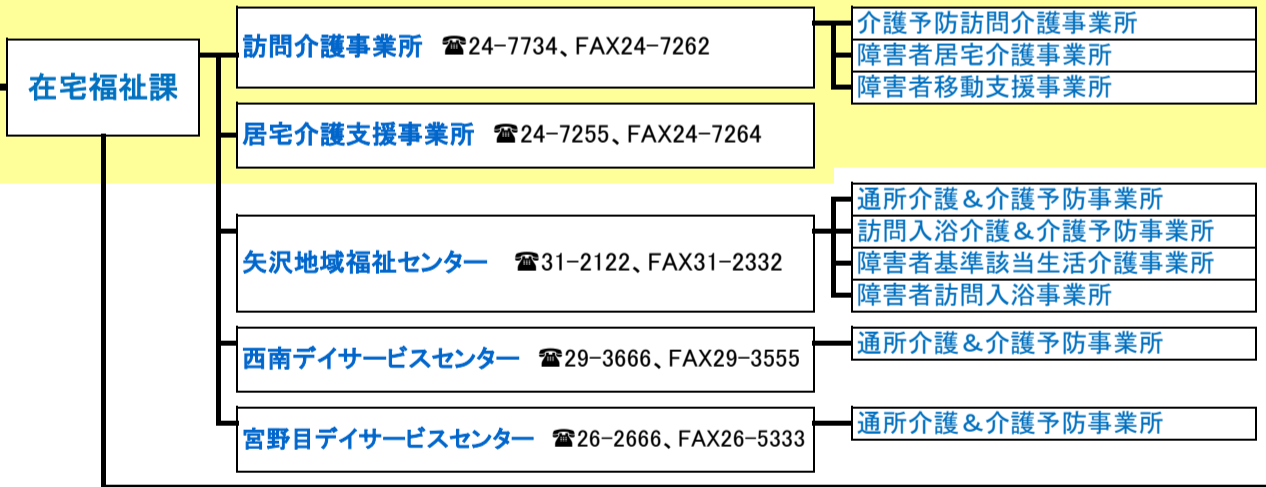 在宅福祉課
訪問介護事業所 ☎24-7734、FAX24-7262
介護予防訪問介護事業所
障害者居宅介護事業所
障害者移動支援事業所
居宅介護支援事業所 ☎24-7255、FAX24-7264
矢沢地域福祉センター ☎31-2122、FAX31-2332
通所介護&介護予防事業所
訪問入浴介護&介護予防事業所
障害者基準該当生活介護事業所
障害者訪問入浴事業所
西南デイサービスセンター ☎29-3666、FAX29-3555
通所介護&介護予防事業所
宮野目デイサービスセンター ☎26-2666、FAX26-5333
通所介護&介護予防事業所